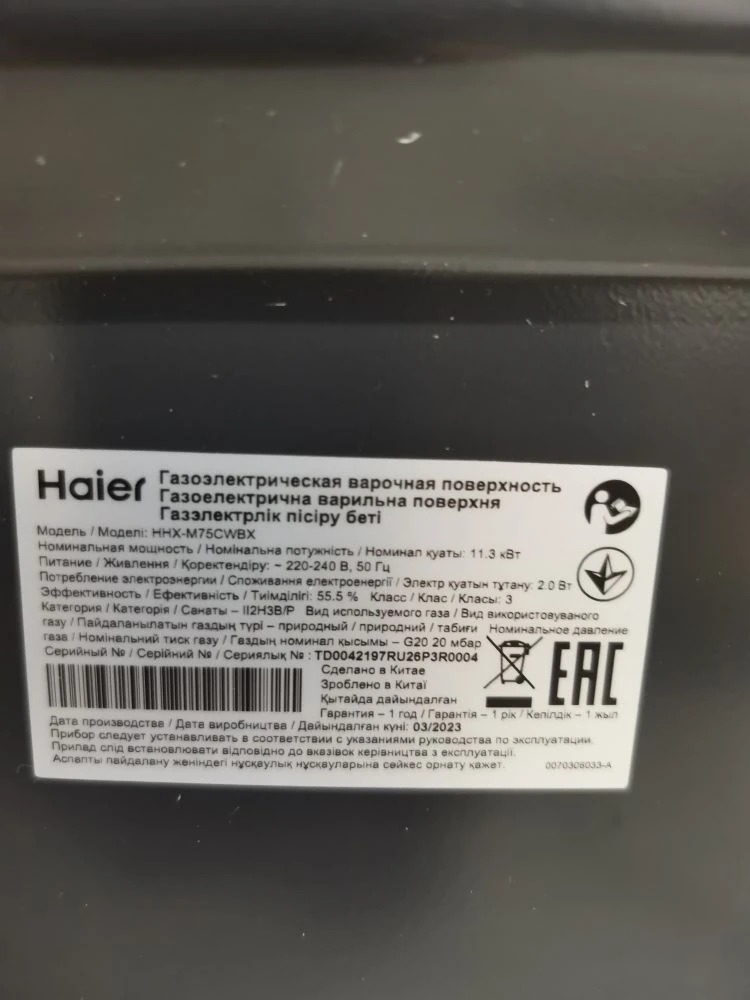 Haier
Газоэлектрическая варочная поверхность
Газоелектрична варильна поверхня
Газэлектрлік пісіру беті
Модель / Моделі: HHX-M75CWBX
Номинальная мощность / Номінальна потужність / Номинал қуаты: 11.3 кВт
Питание / Живлення / Қоректендіру: ~ 220-240 В, 50 Гц
Потребление электроэнергии / Споживання електроенергії / Электр қуатын тұтану: 2.0 Вт
Эффективность / Ефективність / Тиімділігі: 55.5 % Класс / Клас / Класы: 3
Категория / Категорія / Санаты – II2H3B/P Вид используемого газа / Вид використовуваного
газу / Пайдаланылатын газдың түрі – природный / природний / табиғи Номинальное давление
газа / Номінальний тиск газу / Газдың номинал қысымы – G20 20 мбар
Серийный № / Серійний № / Сериялық № : TD0042197RU26P3R0004
Сделано в Китае
Зроблено в Китаї
Қытайда дайындалған
EAC
Гарантия – 1 год / Гарантія – 1 рік / Кепілдік – 1 жыл
Дата производства / Дата виробництва / Дайындалған күні: 03/2023
Прибор следует устанавливать в соответствии с указаниями руководства по эксплуатации.
Прилад слід встановлювати відповідно до вказівок керівництва з експлуатації.
Аспапты пайдалану жөніндегі нұсқаулық нұсқауларына сәйкес орнату қажет.
0070306033-A